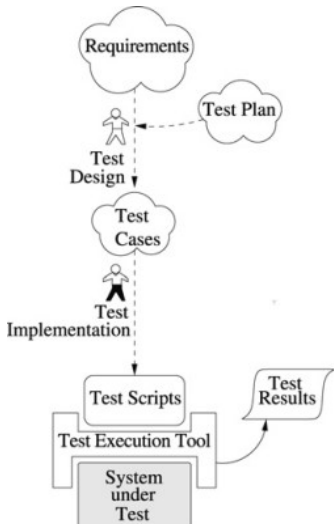 Requirements
Test Plan
Test
Design
Test
Cases
Test
Implementation
Test Scripts
Test
Results
Test Execution Tool
System
under
Test